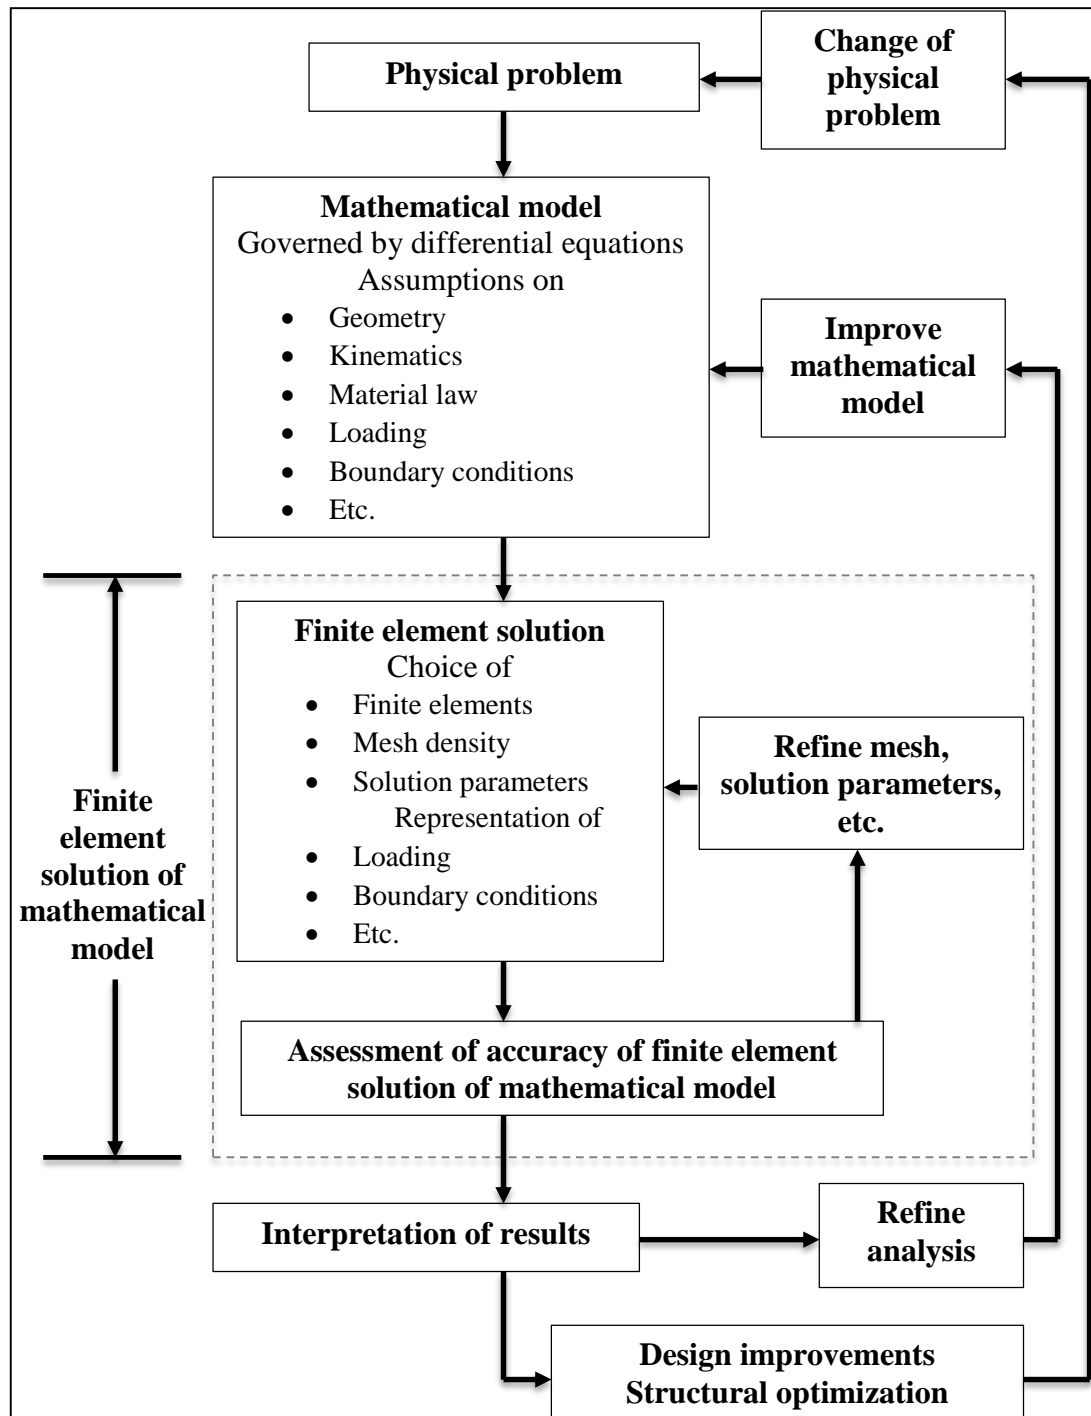 Physical problem
Change of
physical
problem
Mathematical model
Governed by differential equations
Assumptions on
• Geometry
• Kinematics
• Material law
• Loading
• Boundary conditions
• Etc.
Improve
mathematical
model
Finite
element
solution of
mathematical
model
Finite element solution
Choice of
• Finite elements
• Mesh density
• Solution parameters
Representation of
• Loading
• Boundary conditions
• Etc.
Refine mesh,
solution parameters,
etc.
Assessment of accuracy of finite element
solution of mathematical model
Interpretation of results
Refine
analysis
Design improvements
Structural optimization